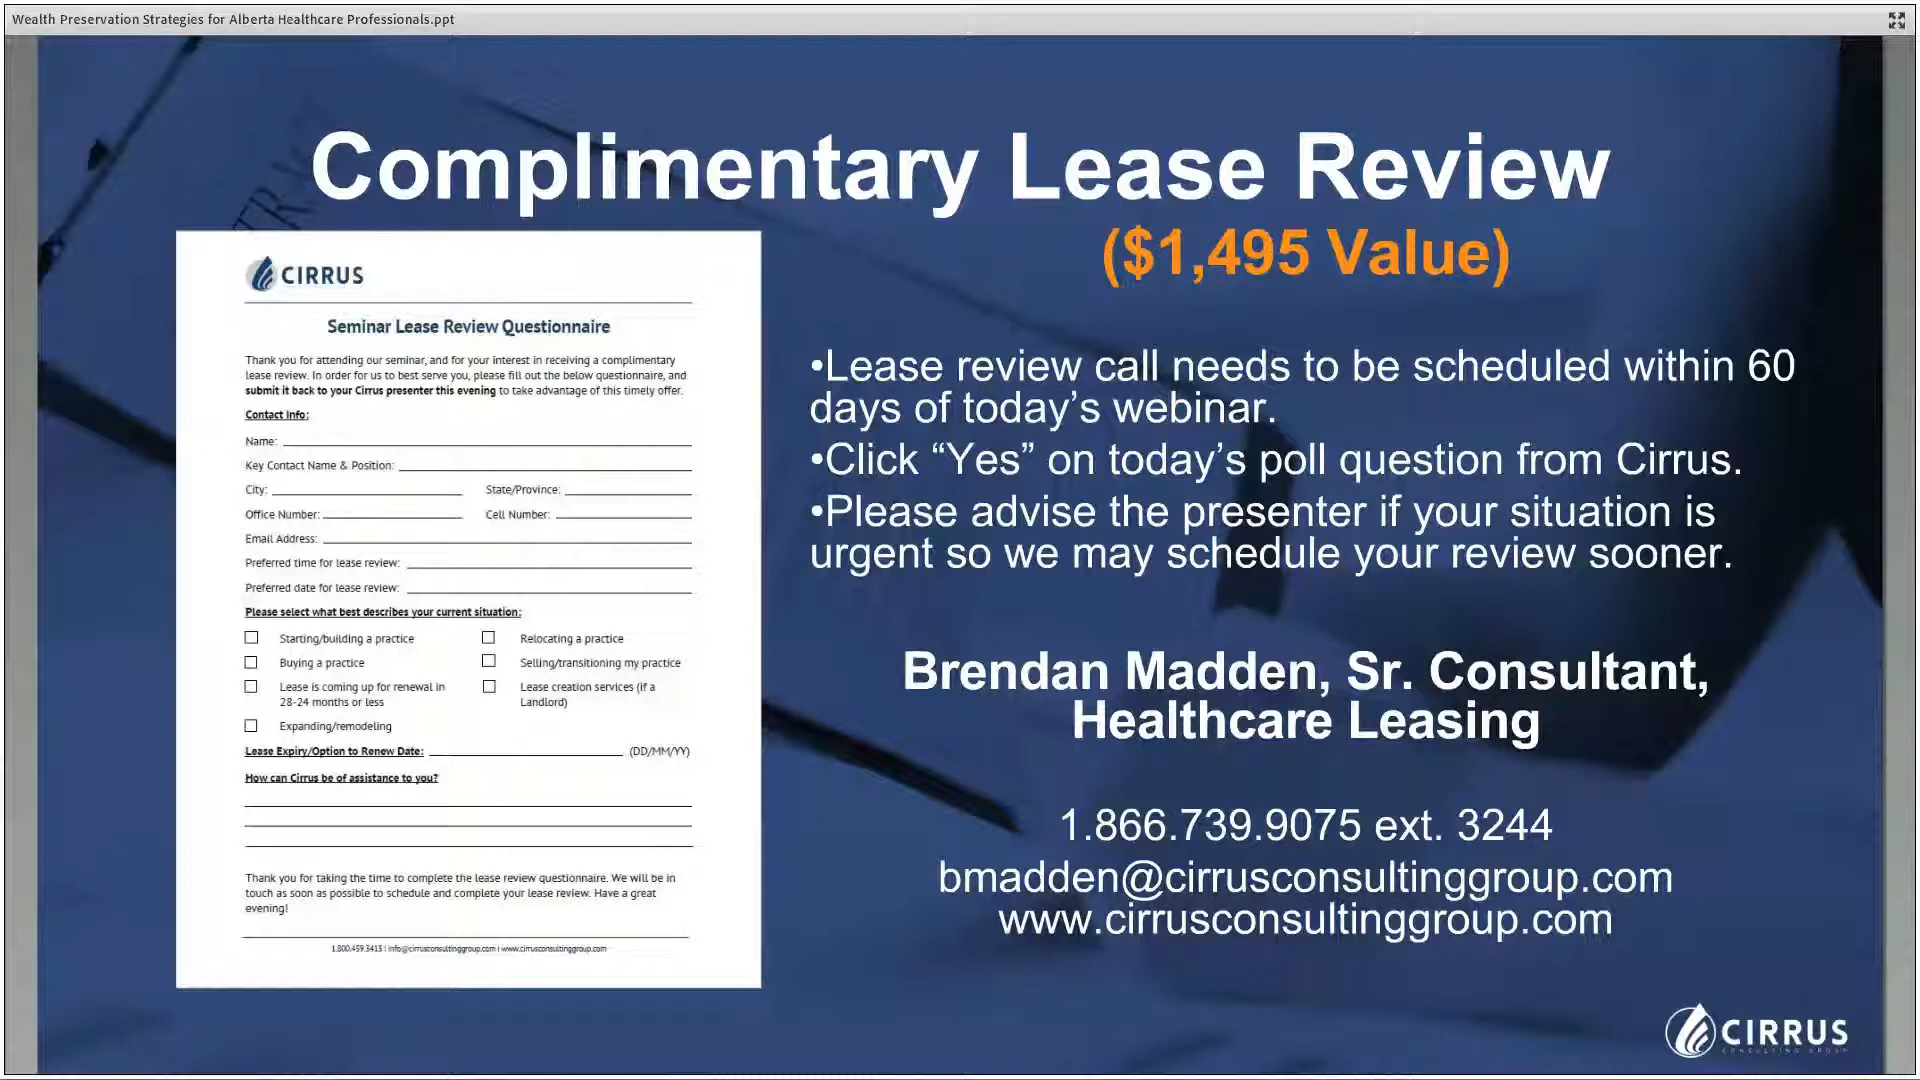 Wealth Preservation Strategies for Alberta Healthcare Professionals.ppt
Complimentary Lease Review
($1,495 Value)
CIRRUS
Seminar Lease Review Questionnaire
Thank you for attending our seminar, and for your interest in receiving a complimentary
lease review. In order for us to best serve you, please fill out the below questionnaire, and
submit it back to your Cirrus presenter this evening to take advantage of this timely offer.
Contact Info:
Name:
Key Contact Name & Position:
City: State/Province:
Office Number: Cell Number:
Email Address:
Preferred time for lease review:
Preferred date for lease review:
Please select what best describes your current situation:
Starting/building a practice Relocating a practice
Buying a practice Selling/transitioning my practice
Lease is coming up for renewal in Lease creation services (if a
28-24 months or less Landlord)
Expanding/remodeling
Lease Expiry/Option to Renew Date: (DD/MM/YY)
How can Cirrus be of assistance to you?
Thank you for taking the time to complete the lease review questionnaire. We will be in
touch as soon as possible to schedule and complete your lease review. Have a great
evening!
1.800.459.3413 | info@cirrusconsultinggroup.com | www.cirrusconsultinggroup.com
•Lease review call needs to be scheduled within 60
days of today’s webinar.
•Click “Yes” on today’s poll question from Cirrus.
•Please advise the presenter if your situation is
urgent so we may schedule your review sooner.
Brendan Madden, Sr. Consultant,
Healthcare Leasing
1.866.739.9075 ext. 3244
bmadden@cirrusconsultinggroup.com
www.cirrusconsultinggroup.com
CIRRUS
CONSULTING GROUP